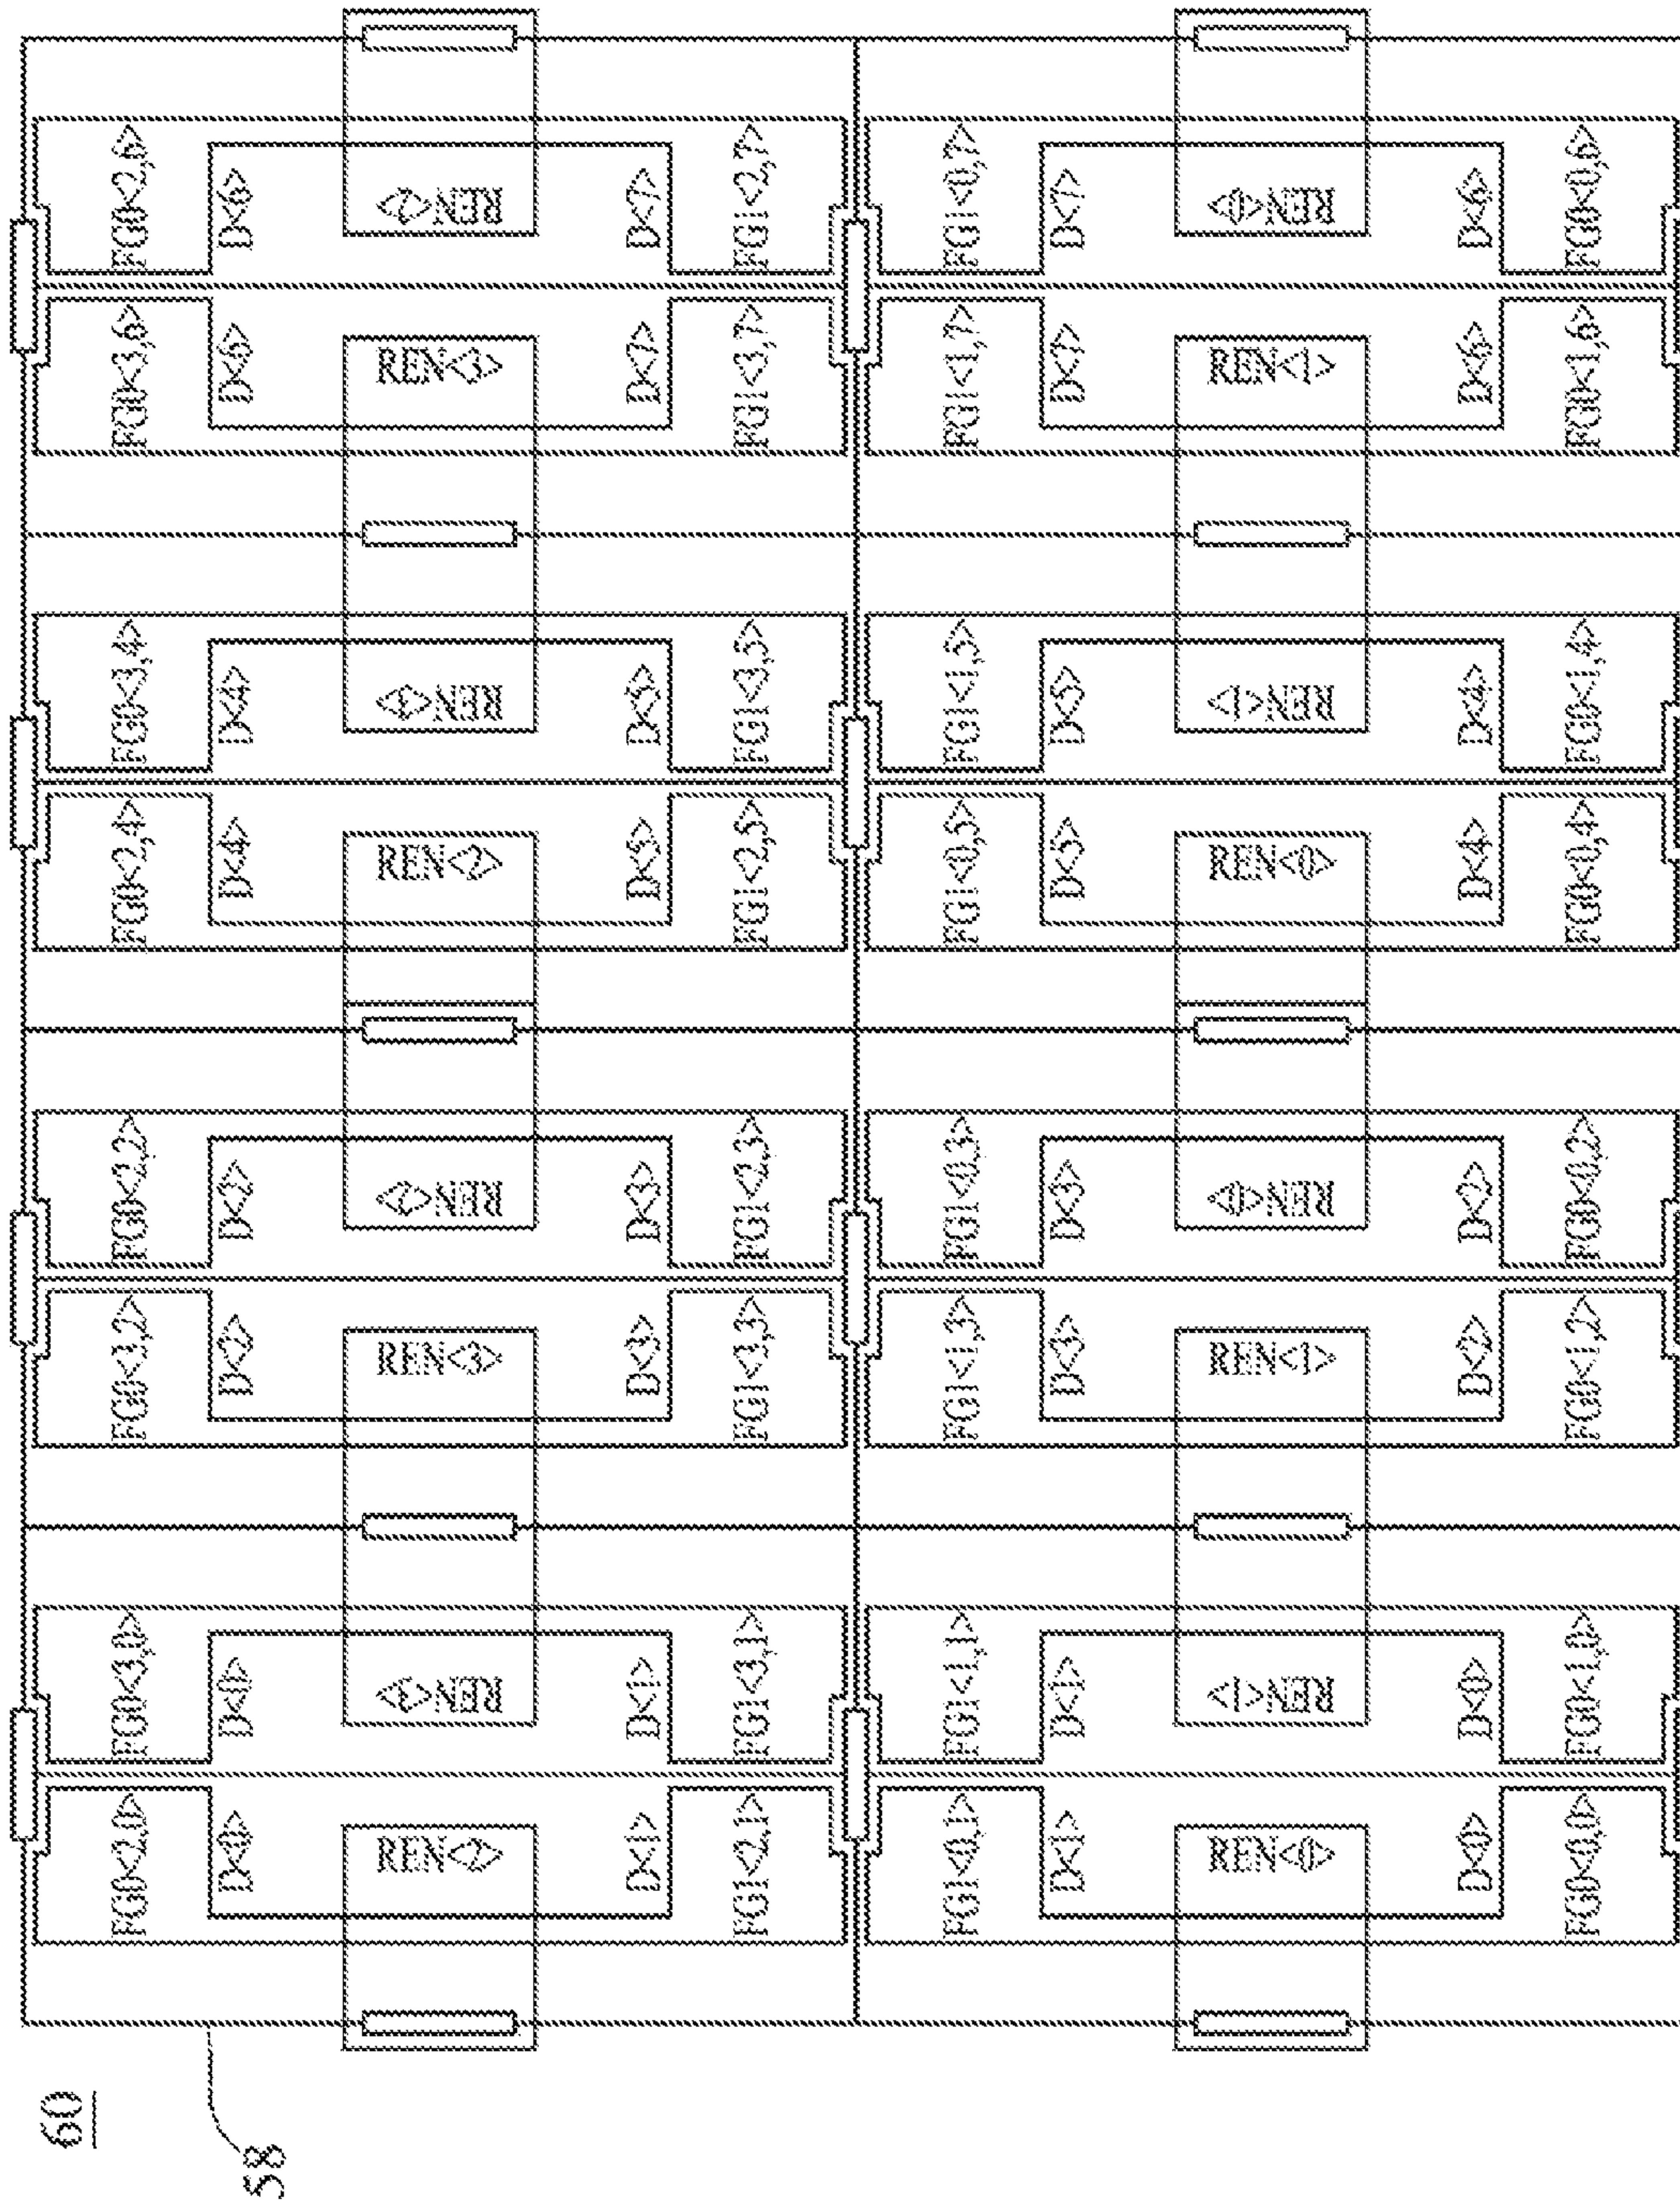 60
58
FG0<2,0> FG0<3,0> FG0<3,2> FG0<2,2> FG0<2,4> FG0<3,4> FG0<3,6> FG0<2,6>
D<0> D<0> D<2> D<2> D<4> D<4> D<6> D<6>
REN<2> REN<3> REN<3> REN<2> REN<2> REN<3> REN<3> REN<2>
D<1> D<1> D<3> D<3> D<5> D<5> D<7> D<7>
FG1<2,1> FG1<3,1> FG1<3,3> FG1<2,3> FG1<2,5> FG1<3,5> FG1<3,7> FG1<2,7>
FG1<0,1> FG1<1,1> FG1<1,3> FG1<0,3> FG1<0,5> FG1<1,5> FG1<1,7> FG1<0,7>
D<1> D<1> D<3> D<3> D<5> D<5> D<7> D<7>
REN<0> REN<1> REN<1> REN<0> REN<0> REN<1> REN<1> REN<0>
D<0> D<0> D<2> D<2> D<4> D<4> D<6> D<6>
FG0<0,0> FG0<1,0> FG0<1,2> FG0<0,2> FG0<0,4> FG0<1,4> FG0<1,6> FG0<0,6>